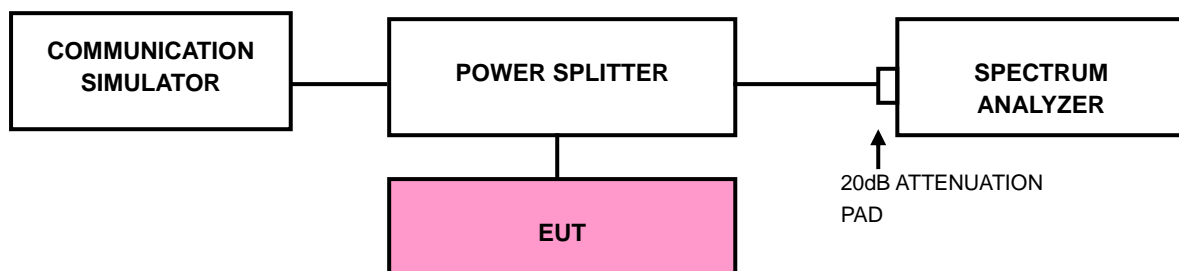 COMMUNICATION
SIMULATOR
POWER SPLITTER
SPECTRUM
ANALYZER
20dB ATTENUATION
PAD
EUT